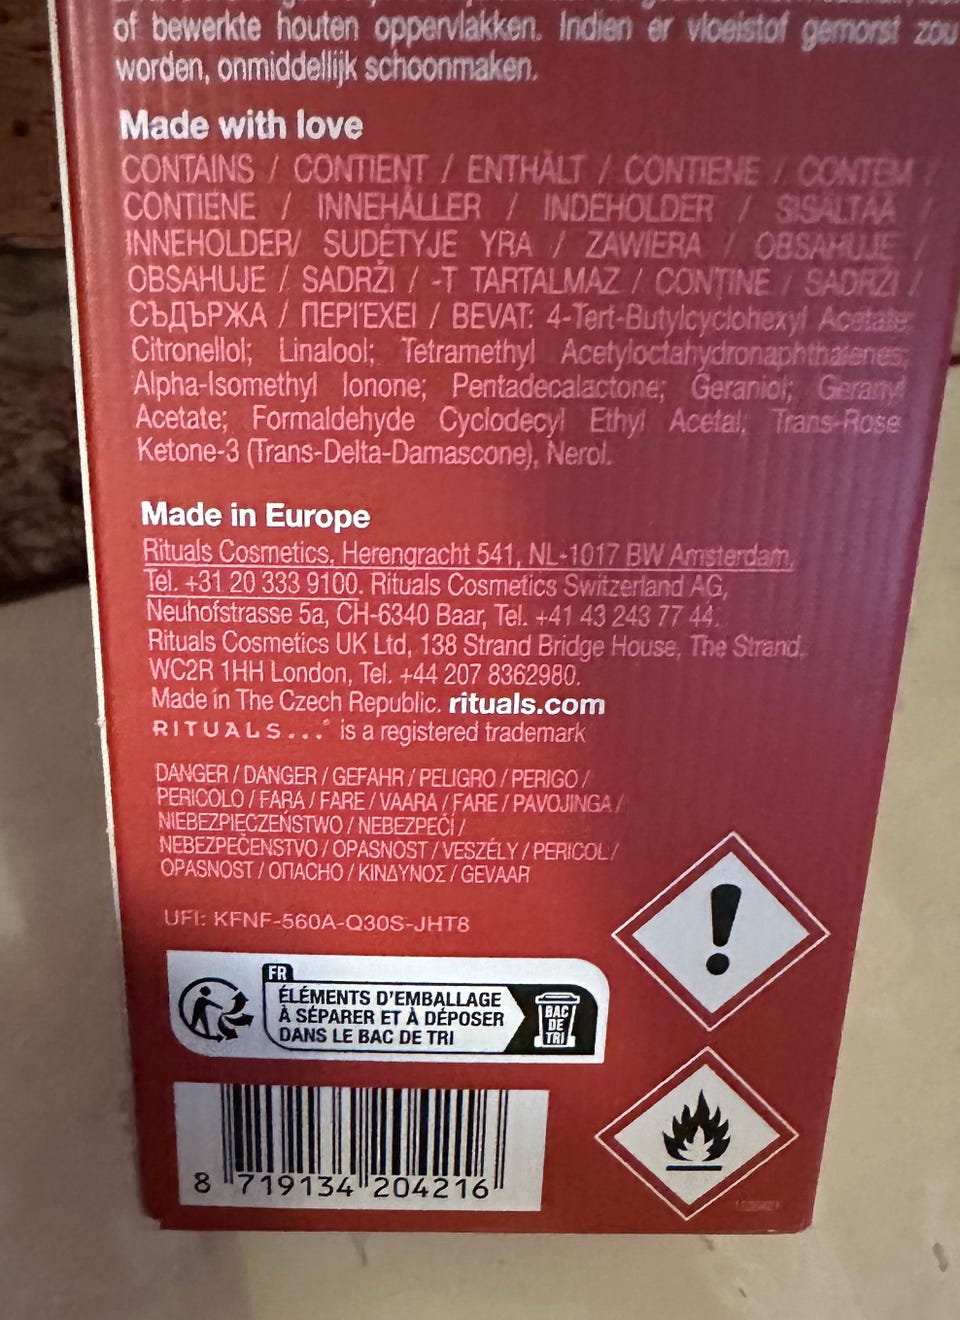 of bewerkte houten oppervlakken. Indien er vloeistof gemorst zou
worden, onmiddellijk schoonmaken.
Made with love
CONTAINS / CONTIENT / ENTHÄLT / CONTIENE / CONTÉM /
CONTIENE / INNEHÅLLER / INDEHOLDER / SISÄLTÄÄ /
INNEHOLDER/ SUDĖTYJE YRA / ZAWIERA / OBSAHUJE /
OBSAHUJE / SADRŽI / -T TARTALMAZ / CONȚINE / SADRŽI /
СЪДЪРЖА / ΠΕΡΙΈΧΕΙ / BEVAT: 4-Tert-Butylcyclohexyl Acetate;
Citronellol; Linalool; Tetramethyl Acetyloctahydronaphthalenes;
Alpha-Isomethyl Ionone; Pentadecalactone; Geraniol; Geranyl
Acetate; Formaldehyde Cyclodecyl Ethyl Acetal; Trans-Rose
Ketone-3 (Trans-Delta-Damascone), Nerol.
Made in Europe
Rituals Cosmetics, Herengracht 541, NL-1017 BW Amsterdam,
Tel. +31 20 333 9100. Rituals Cosmetics Switzerland AG,
Neuhofstrasse 5a, CH-6340 Baar, Tel. +41 43 243 77 44.
Rituals Cosmetics UK Ltd, 138 Strand Bridge House, The Strand,
WC2R 1HH London, Tel. +44 207 8362980.
Made in The Czech Republic. rituals.com
RITUALS...® is a registered trademark
DANGER / DANGER / GEFAHR / PELIGRO / PERIGO /
PERICOLO / FARA / FARE / VAARA / FARE / PAVOJINGA /
NIEBEZPIECZEŃSTWO / NEBEZPEČÍ /
NEBEZPEČENSTVO / OPASNOST / VESZÉLY / PERICOL /
OPASNOST / ОПАСНО / ΚΙΝΔΥΝΟΣ / GEVAAR
UFI: KFNF-560A-Q30S-JHT8
FR
ÉLÉMENTS D'EMBALLAGE
À SÉPARER ET À DÉPOSER
DANS LE BAC DE TRI
BAC
DE
TRI
8 719134 204216